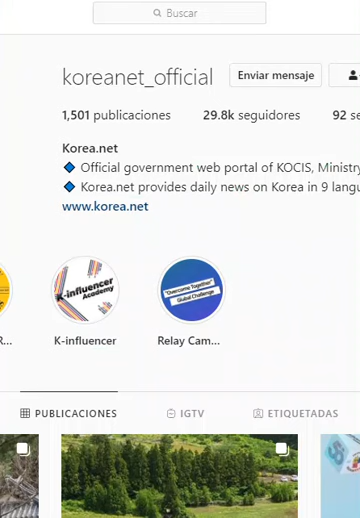 Buscar
koreanet_official Enviar mensaje
1,501 publicaciones 29.8k seguidores 92
Korea.net
Official government web portal of KOCIS, Ministry
Korea.net provides daily news on Korea in 9
www.korea.net
K-influencer
Academy
"Overcome Together"
Global Challenge
R... K-influencer Relay Cam...
PUBLICACIONES IGTV ETIQUETADAS